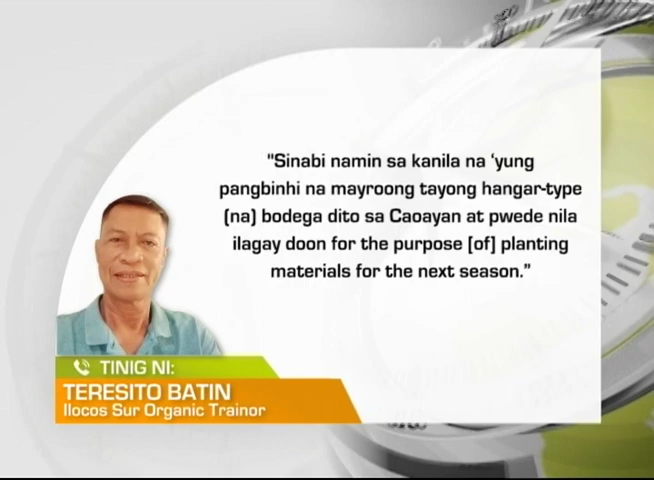 "Sinabi namin sa kanila na ‘yung
pangbinhi na mayroong tayong hangar-type
(na) bodega dito sa Caoayan at pwede nila
ilagay doon for the purpose [of] planting
materials for the next season."
TINIG NI:
TERESITO BATIN
Ilocos Sur Organic Trainor